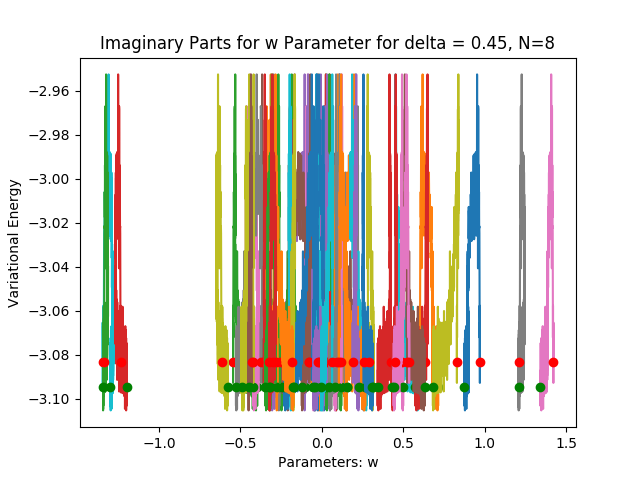 Imaginary Parts for w Parameter for delta = 0.45, N=8
−2.96
−2.98
−3.00
−3.02
−3.04
−3.06
−3.08
−3.10
Variational Energy
−1.0 −0.5 0.0 0.5 1.0 1.5
Parameters: w